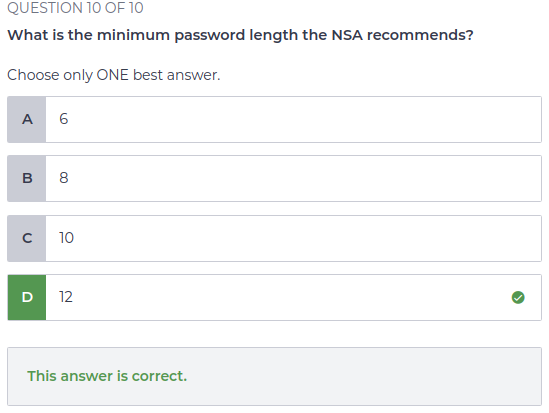 QUESTION 10 OF 10
What is the minimum password length the NSA recommends?
Choose only ONE best answer.
A 6
B 8
C 10
D 12
This answer is correct.